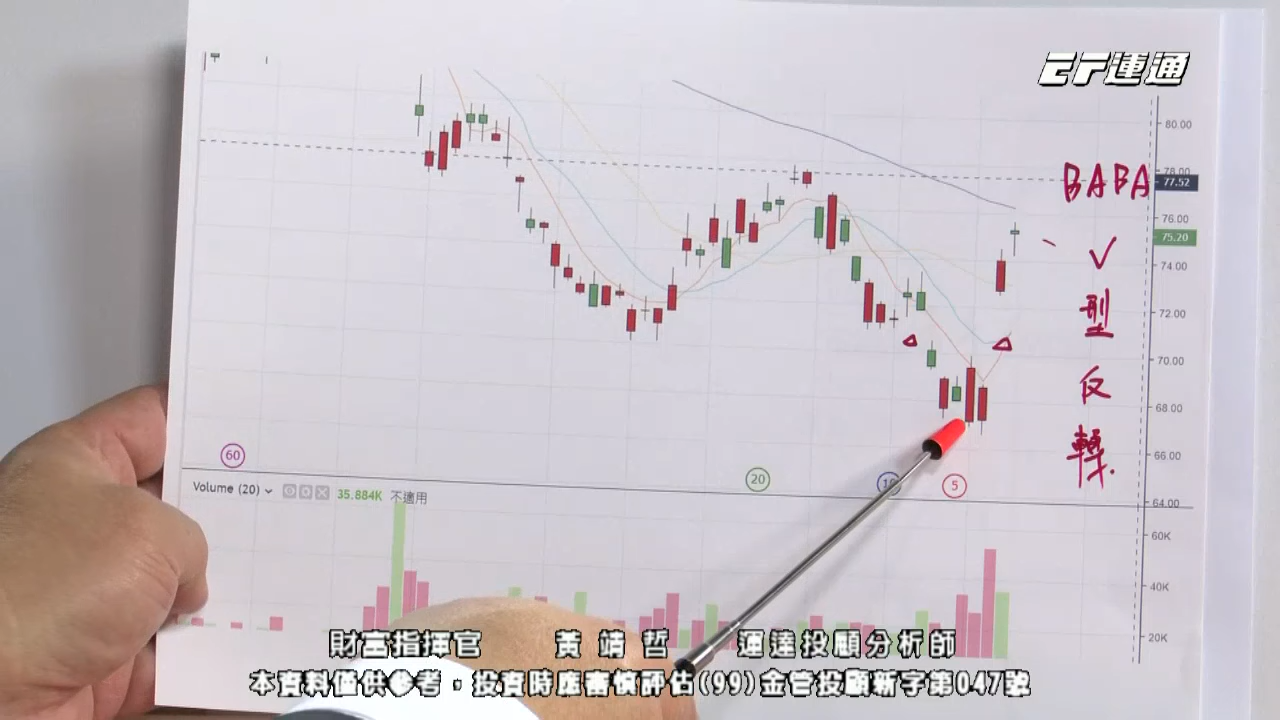 EF運通
80.00
78.00
BABA
77.52
76.00
75.20
V
74.00
型
72.00
反
70.00
轉
68.00
66.00
60
20
10
5
64.00
Volume (20)
35.884K 不適用
60K
40K
20K
財富指揮官 黃靖哲 運達投顧分析師
本資料僅供參考，投資時應審慎評估(99)金管投顧新字第047號